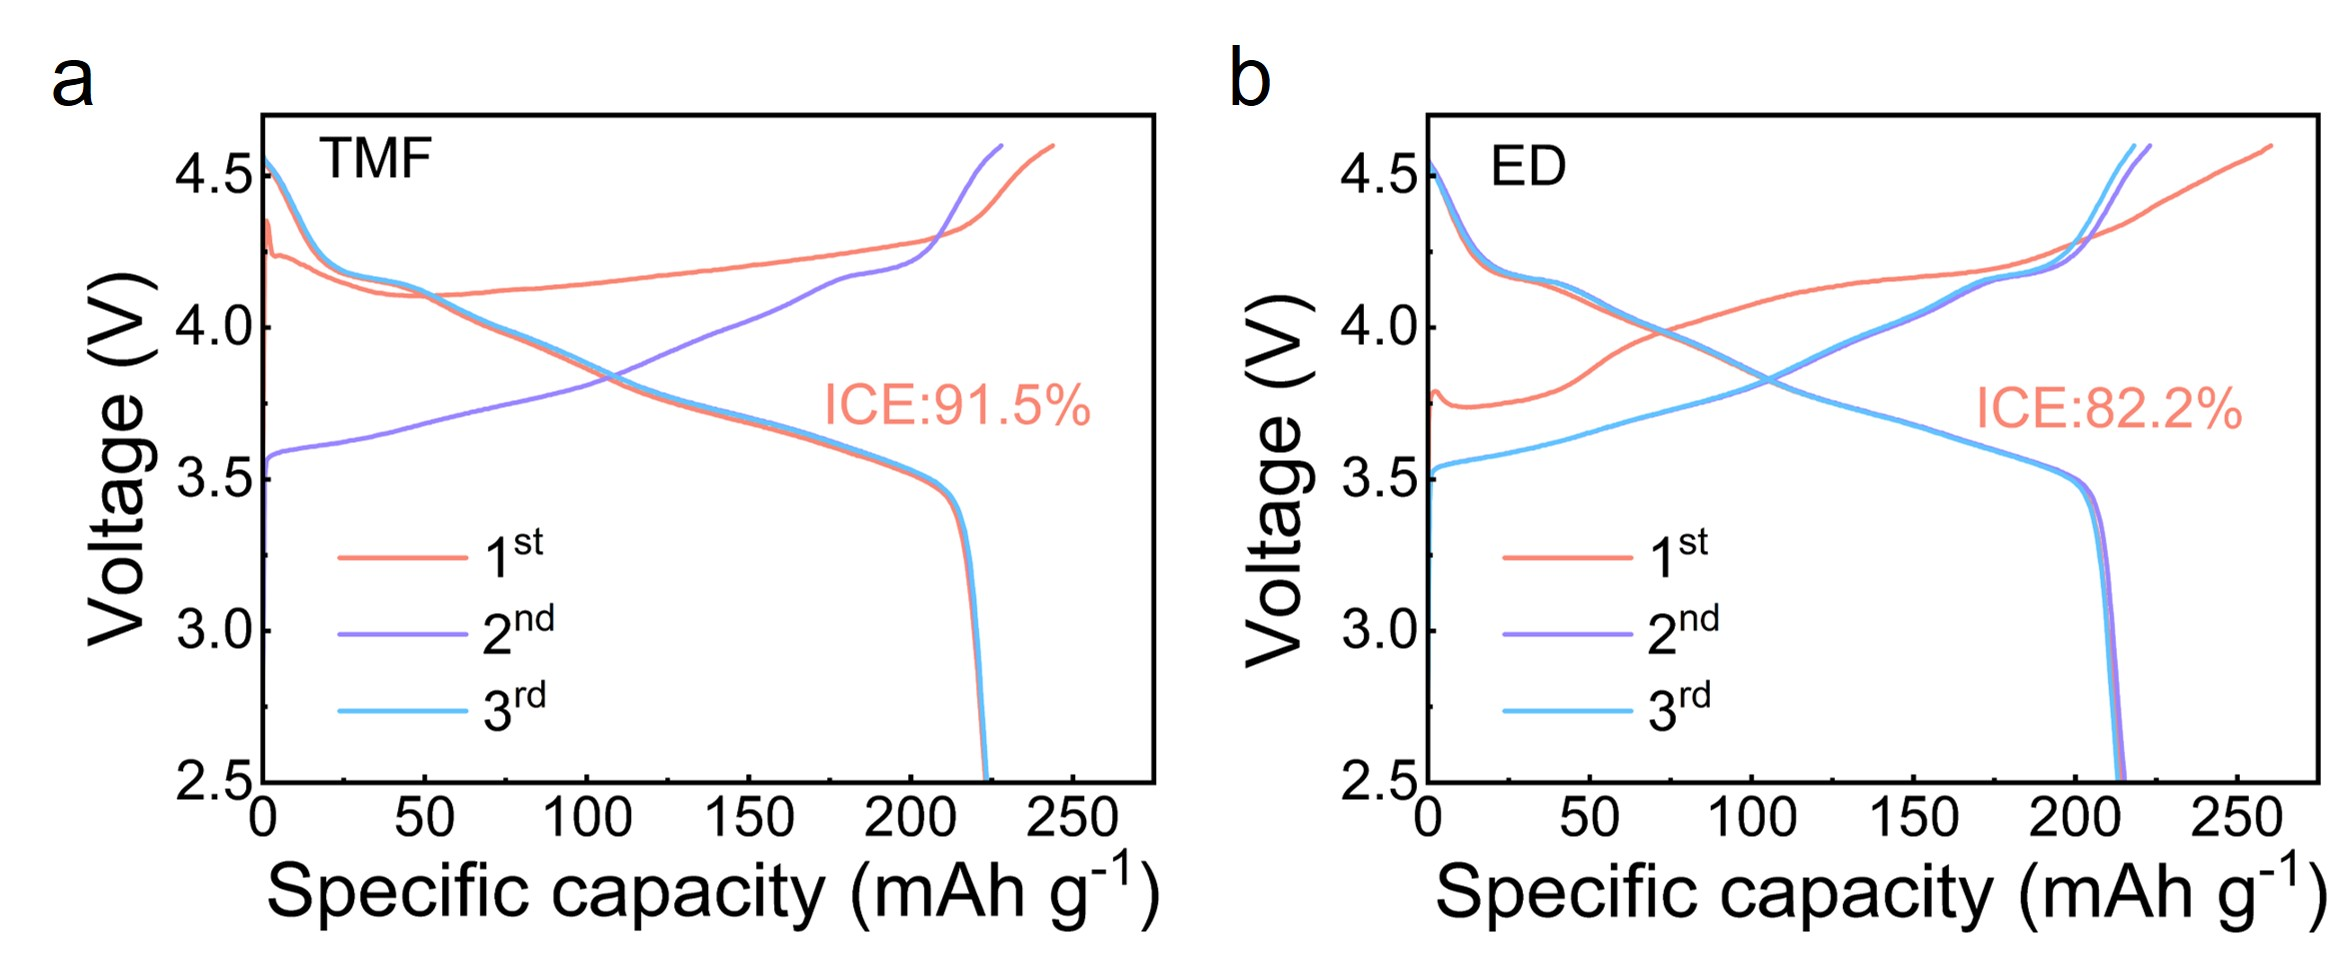 a
TMF
4.5
4.0
3.5
3.0
2.5
Voltage (V)
ICE:91.5%
1st
2nd
3rd
0 50 100 150 200 250
Specific capacity (mAh g-1)
b
ED
4.5
4.0
3.5
3.0
2.5
Voltage (V)
ICE:82.2%
1st
2nd
3rd
0 50 100 150 200 250
Specific capacity (mAh g-1)